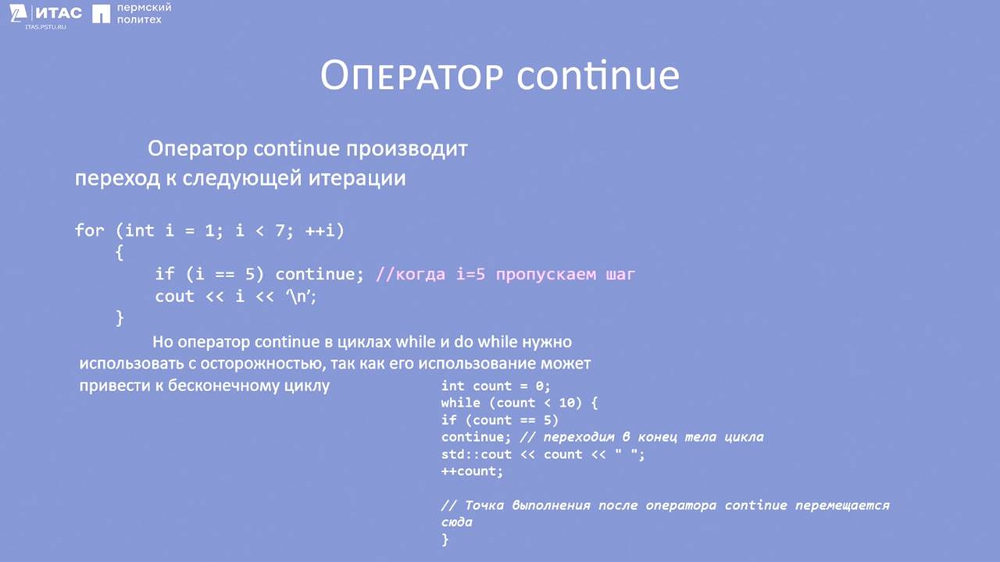 ИТАС
ITAS.PSTU.RU
пермский
политех
Оператор continue
Оператор continue производит
переход к следующей итерации
for (int i = 1; i < 7; ++i)
{
if (i == 5) continue; //когда i=5 пропускаем шаг
cout << i << ‘\n’;
}
Но оператор continue в циклах while и do while нужно
использовать с осторожностью, так как его использование может
привести к бесконечному циклу
int count = 0;
while (count < 10) {
if (count == 5)
continue; // переходим в конец тела цикла
std::cout << count << " ";
++count;
// Точка выполнения после оператора continue перемещается
сюда
}